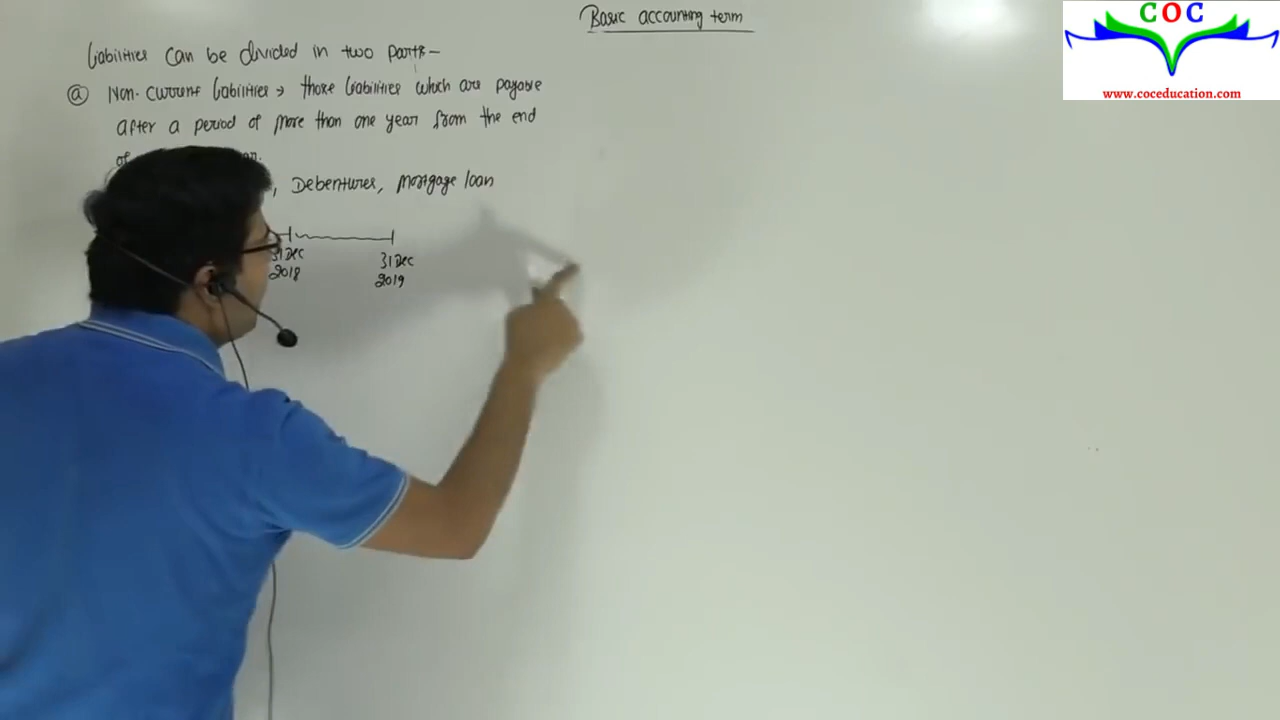 Basic accounting term
COC
www.coceducation.com
Liabilities can be divided in two parts-
(a) Non-current liabilities → those liabilities which are payable
after a period of more than one year from the end
of
, Debentures, Mortgage loan
31 Dec 31 Dec
2018 2019